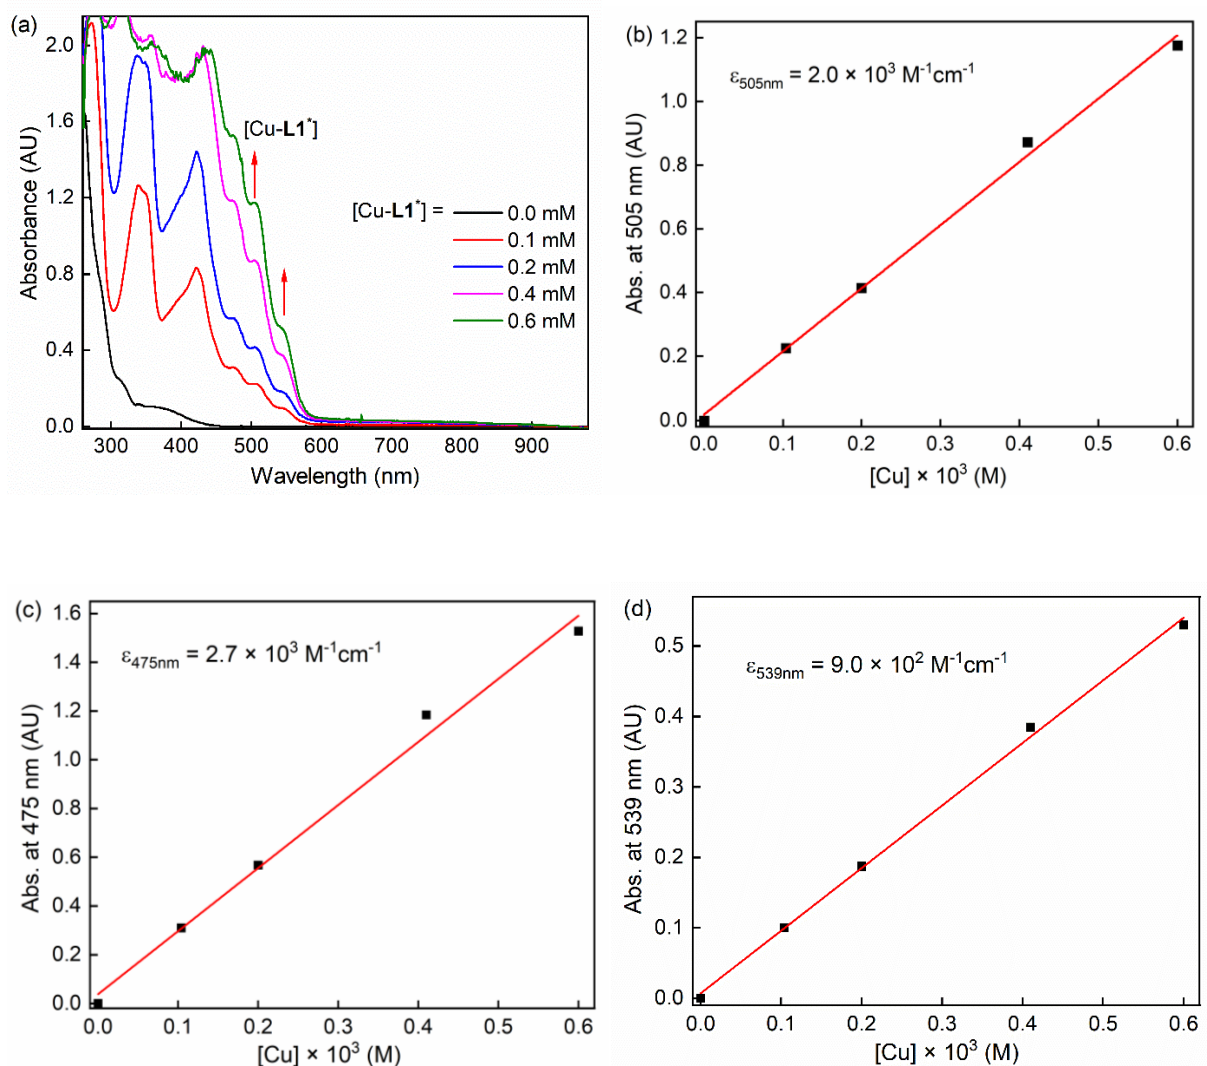 (a)
2.0
1.6
1.2
0.8
0.4
0.0
Absorbance (AU)
[Cu-L1*]
[Cu-L1*] =
0.0 mM
0.1 mM
0.2 mM
0.4 mM
0.6 mM
300 400 500 600 700 800 900
Wavelength (nm)
(b)
1.2
1.0
0.8
0.6
0.4
0.2
0.0
Abs. at 505 nm (AU)
ε505nm = 2.0 × 10³ M⁻¹cm⁻¹
0.0 0.1 0.2 0.3 0.4 0.5 0.6
[Cu] × 10³ (M)
(c)
1.6
1.4
1.2
1.0
0.8
0.6
0.4
0.2
0.0
Abs. at 475 nm (AU)
ε475nm = 2.7 × 10³ M⁻¹cm⁻¹
0.0 0.1 0.2 0.3 0.4 0.5 0.6
[Cu] × 10³ (M)
(d)
0.5
0.4
0.3
0.2
0.1
0.0
Abs. at 539 nm (AU)
ε539nm = 9.0 × 10² M⁻¹cm⁻¹
0.0 0.1 0.2 0.3 0.4 0.5 0.6
[Cu] × 10³ (M)